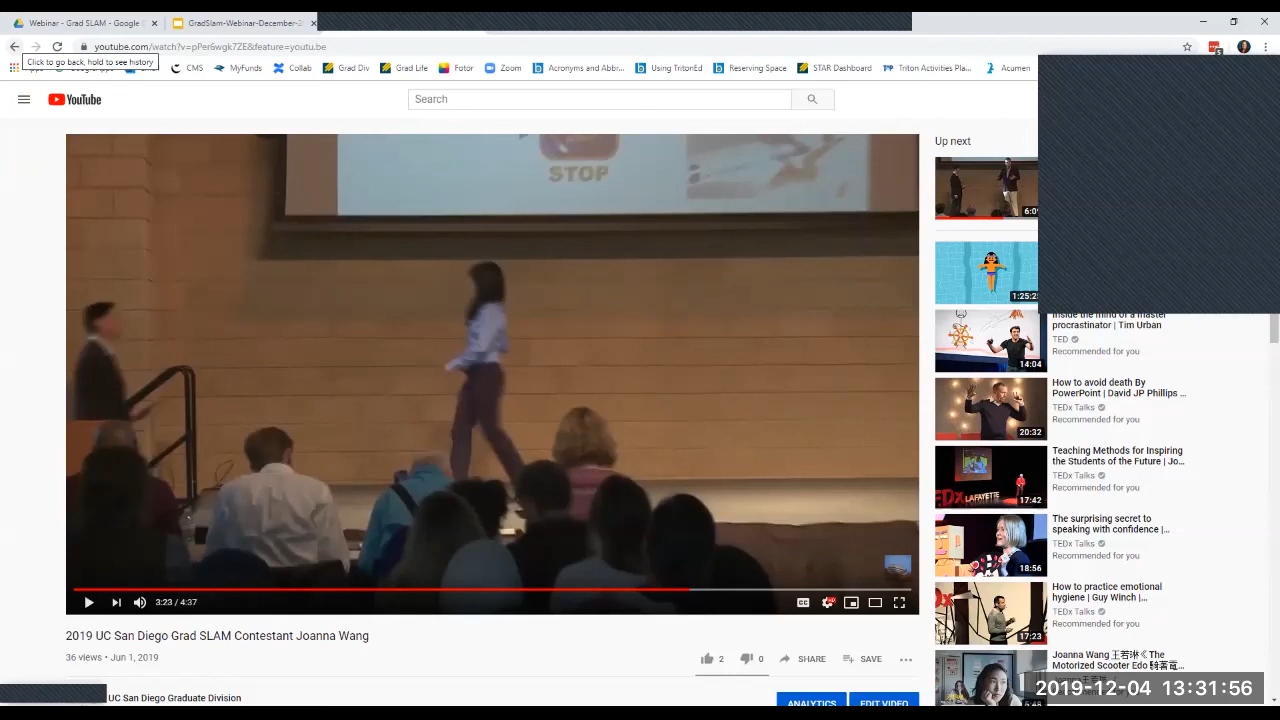 Webinar - Grad SLAM - Google
GradSlam-Webinar-December-2
youtube.com/watch?v=pPer6wgk7ZE&feature=youtu.be
Click to go back, hold to see history
CMS
MyFunds
Collab
Grad Div
Grad Life
Fotor
Zoom
Acronyms and Abbr...
Using TritonEd
Reserving Space
STAR Dashboard
Triton Activities Pla...
Acumen
YouTube
Search
STOP
3:23 / 4:37
CC
2019 UC San Diego Grad SLAM Contestant Joanna Wang
36 views • Jun 1, 2019
2
0
SHARE
SAVE
UC San Diego Graduate Division
ANALYTICS
EDIT VIDEO
Up next
6:09
1:25:25
Inside the mind of a master
procrastinator | Tim Urban
TED
Recommended for you
14:04
How to avoid death By
PowerPoint | David JP Phillips ...
TEDx Talks
Recommended for you
20:32
Teaching Methods for Inspiring
the Students of the Future | Jo...
TEDx Talks
Recommended for you
17:42
The surprising secret to
speaking with confidence |...
TEDx Talks
Recommended for you
18:56
How to practice emotional
hygiene | Guy Winch |...
TEDx Talks
Recommended for you
17:23
Joanna Wang 王若琳《The
Motorized Scooter Edo 騎著電...
5:48
2019-12-04 13:31:56